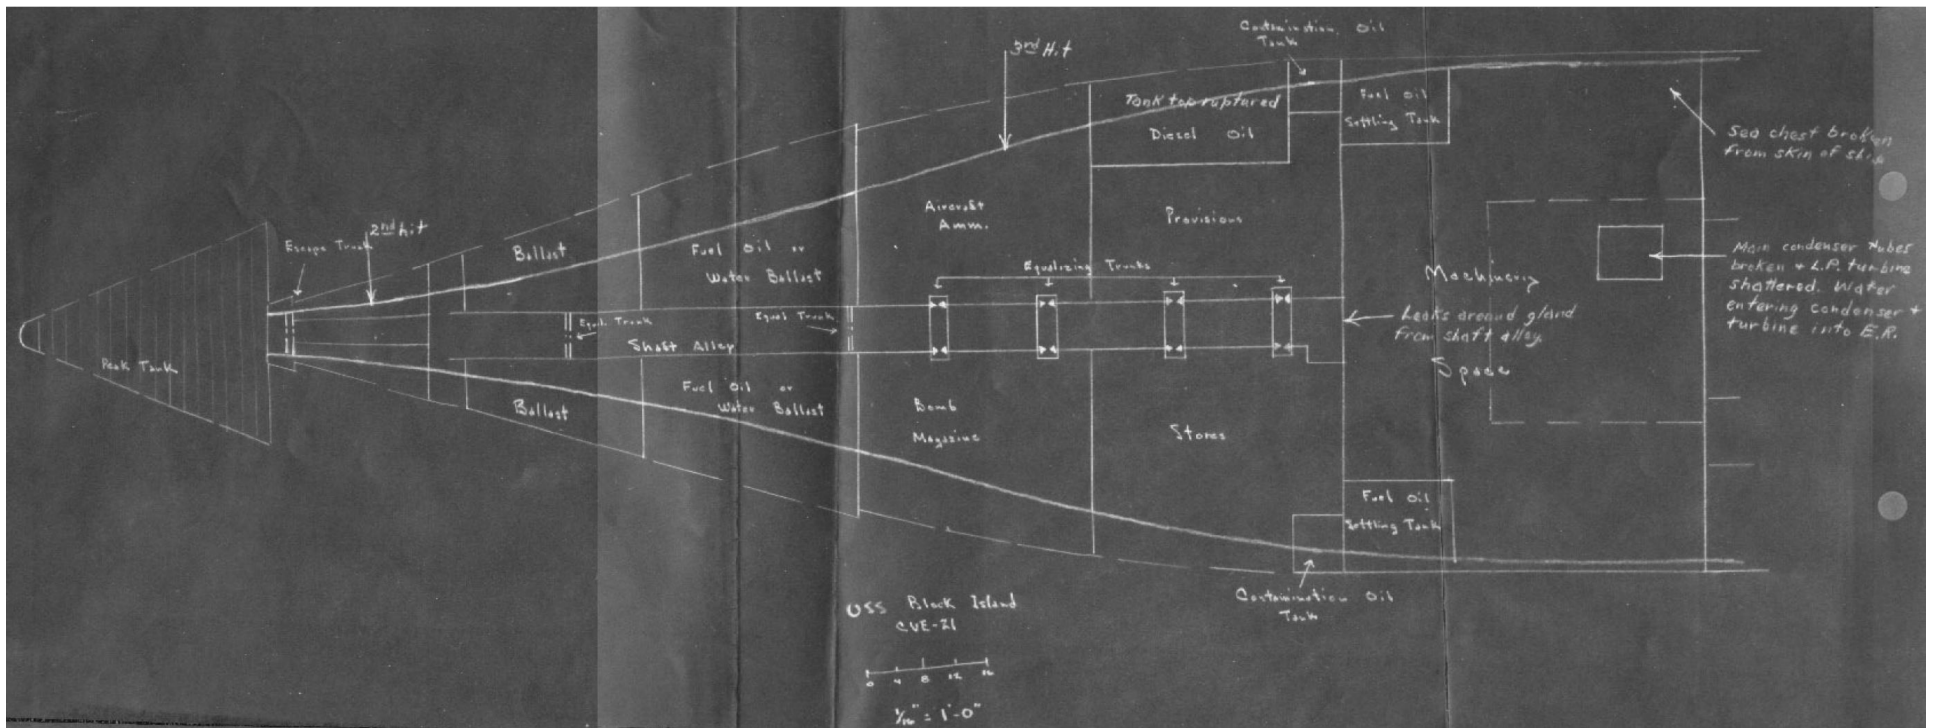 3rd Hit
Contamination Oil
Tank
Tank top ruptured
Diesel Oil
Fuel Oil
Settling Tank
Sea chest broken
from skin of ship
Escape Trunk
2nd hit
Ballast
Fuel Oil or
Water Ballast
Aircraft
Amm.
Provisions
Equalizing Trunks
Machinery
Space
Main condenser tubes
broken + L.P. turbine
shattered. Water
entering condenser +
turbine into E.R.
Leaks around gland
from shaft alley.
Equil. Trunk
Equil. Trunk
Shaft Alley
Peak Tank
Ballast
Fuel Oil or
Water Ballast
Bomb
Magazine
Stores
Fuel Oil
Settling Tank
Contamination Oil
Tank
USS Block Island
CVE-21
0 4 8 12 16
1/16" = 1'-0"